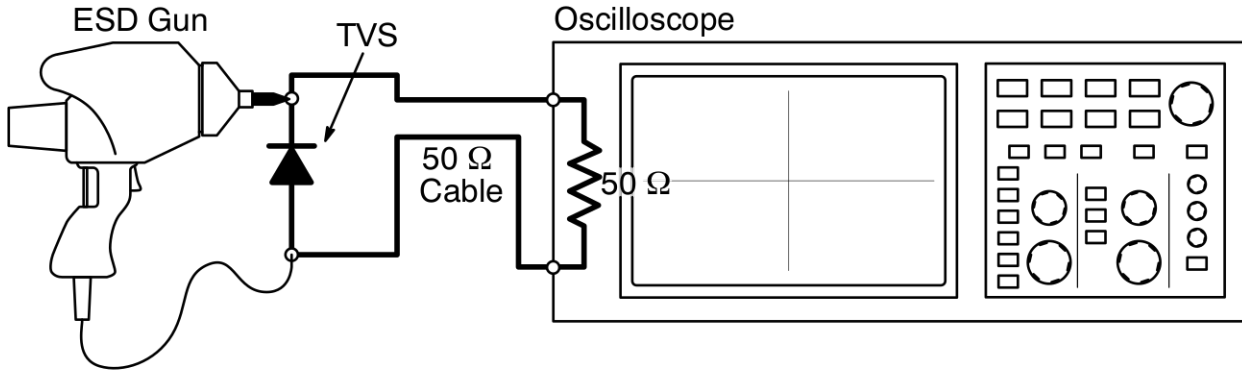 ESD Gun
Oscilloscope
TVS
50 Ω
Cable
50 Ω